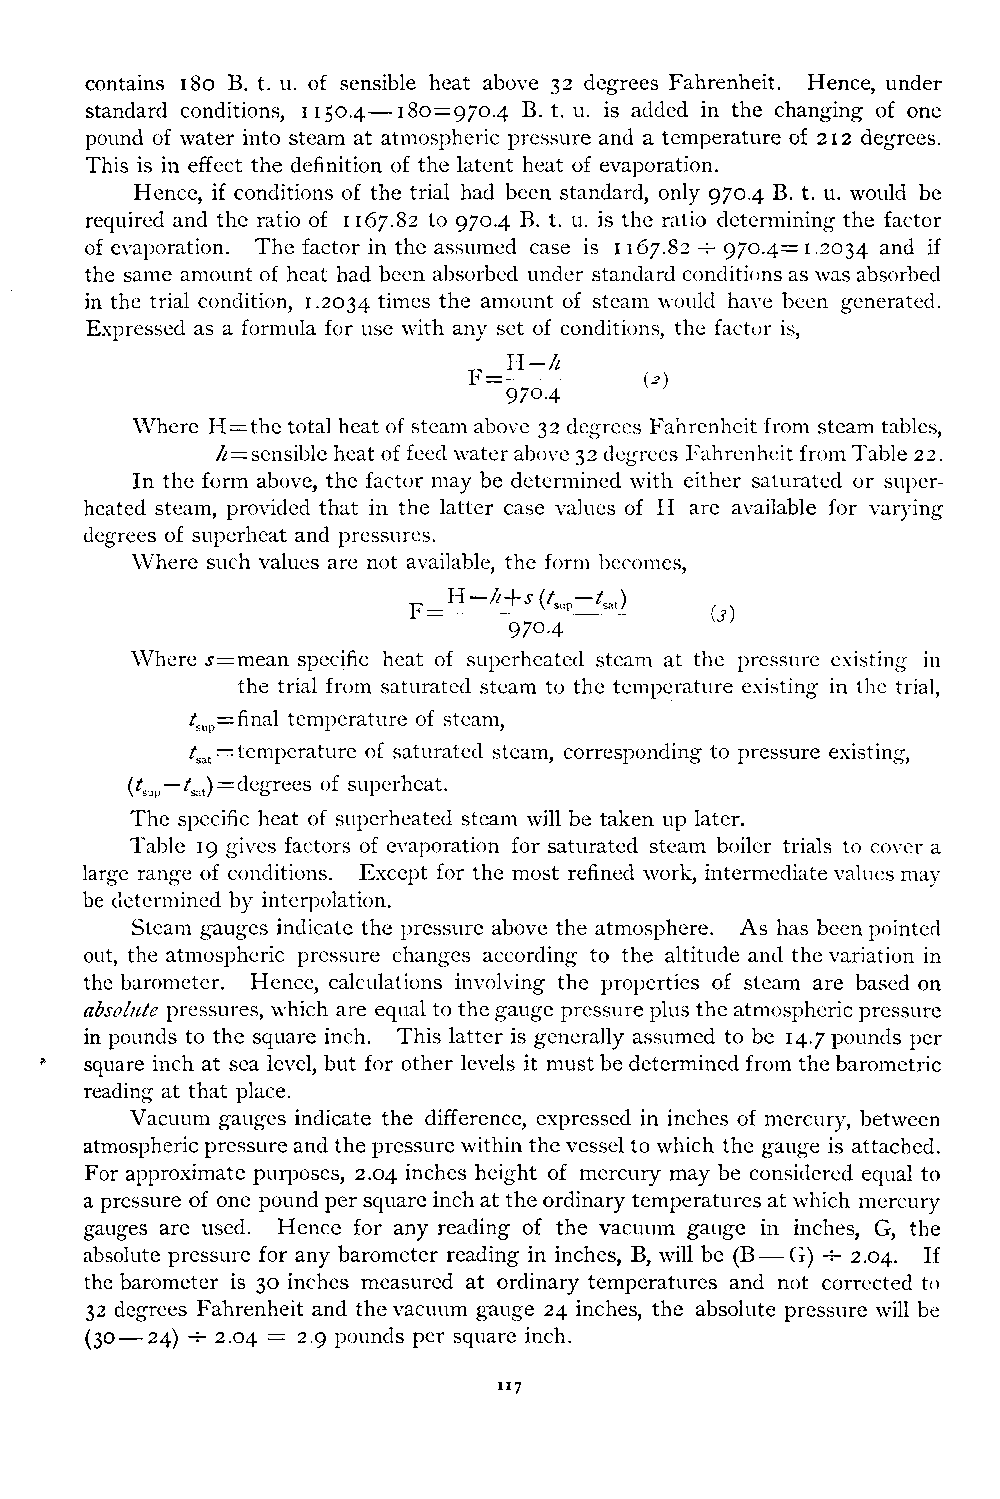 contains 180 B. t. u. of sensible heat above 32 degrees Fahrenheit. Hence, under
standard conditions, 1150.4—180=970.4 B. t. u. is added in the changing of one
pound of water into steam at atmospheric pressure and a temperature of 212 degrees.
This is in effect the definition of the latent heat of evaporation.
Hence, if conditions of the trial had been standard, only 970.4 B. t. u. would be
required and the ratio of 1167.82 to 970.4 B. t. u. is the ratio determining the factor
of evaporation. The factor in the assumed case is 1167.82 ÷ 970.4=1.2034 and if
the same amount of heat had been absorbed under standard conditions as was absorbed
in the trial condition, 1.2034 times the amount of steam would have been generated.
Expressed as a formula for use with any set of conditions, the factor is,
H—h
F= (2)
970.4
Where H=the total heat of steam above 32 degrees Fahrenheit from steam tables,
h=sensible heat of feed water above 32 degrees Fahrenheit from Table 22.
In the form above, the factor may be determined with either saturated or super-
heated steam, provided that in the latter case values of H are available for varying
degrees of superheat and pressures.
Where such values are not available, the form becomes,
H—h+s (tsup—tsat)
F= (3)
970.4
Where s=mean specific heat of superheated steam at the pressure existing in
the trial from saturated steam to the temperature existing in the trial,
tsup=final temperature of steam,
tsat=temperature of saturated steam, corresponding to pressure existing,
(tsup—tsat)=degrees of superheat.
The specific heat of superheated steam will be taken up later.
Table 19 gives factors of evaporation for saturated steam boiler trials to cover a
large range of conditions. Except for the most refined work, intermediate values may
be determined by interpolation.
Steam gauges indicate the pressure above the atmosphere. As has been pointed
out, the atmospheric pressure changes according to the altitude and the variation in
the barometer. Hence, calculations involving the properties of steam are based on
absolute pressures, which are equal to the gauge pressure plus the atmospheric pressure
in pounds to the square inch. This latter is generally assumed to be 14.7 pounds per
square inch at sea level, but for other levels it must be determined from the barometric
reading at that place.
Vacuum gauges indicate the difference, expressed in inches of mercury, between
atmospheric pressure and the pressure within the vessel to which the gauge is attached.
For approximate purposes, 2.04 inches height of mercury may be considered equal to
a pressure of one pound per square inch at the ordinary temperatures at which mercury
gauges are used. Hence for any reading of the vacuum gauge in inches, G, the
absolute pressure for any barometer reading in inches, B, will be (B—G) ÷ 2.04. If
the barometer is 30 inches measured at ordinary temperatures and not corrected to
32 degrees Fahrenheit and the vacuum gauge 24 inches, the absolute pressure will be
(30—24) ÷ 2.04 = 2.9 pounds per square inch.
117